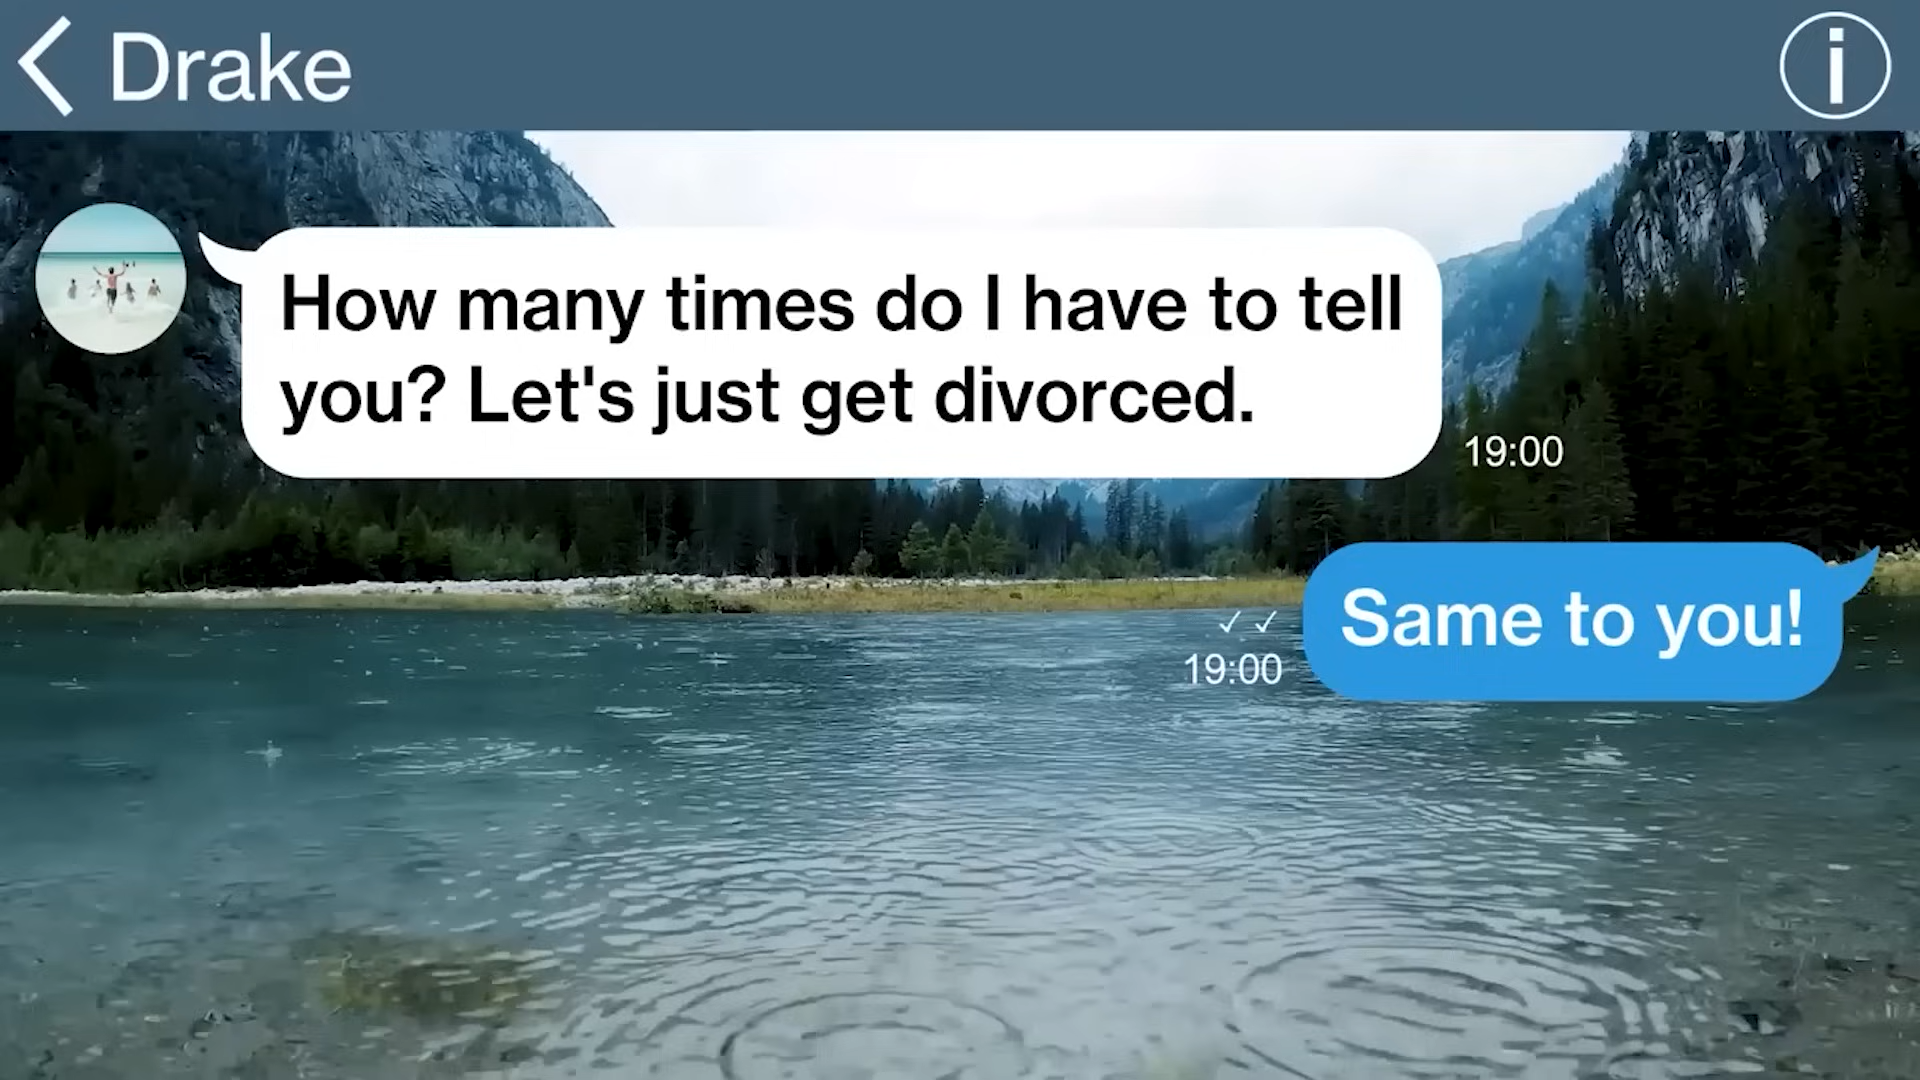 Drake
How many times do I have to tell
you? Let's just get divorced.
19:00
Same to you!
19:00